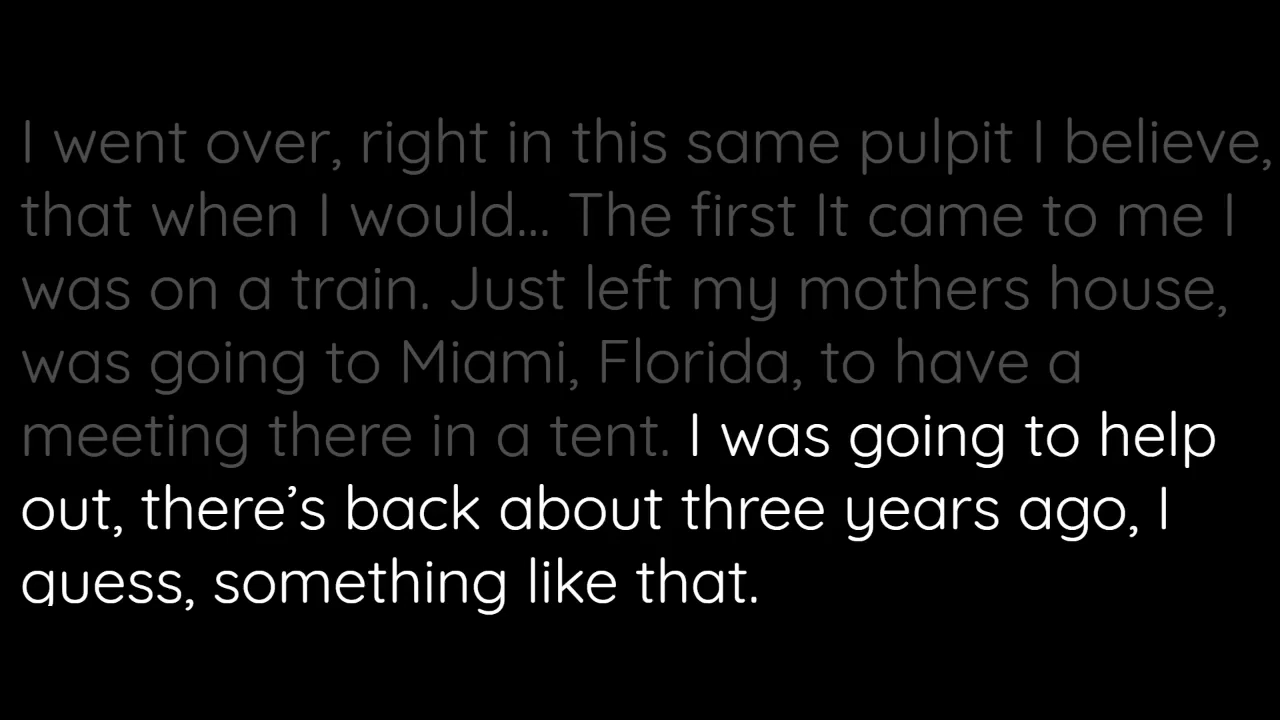 I went over, right in this same pulpit I believe,
that when I would... The first It came to me I
was on a train. Just left my mothers house,
was going to Miami, Florida, to have a
meeting there in a tent. I was going to help
out, there’s back about three years ago, I
guess, something like that.